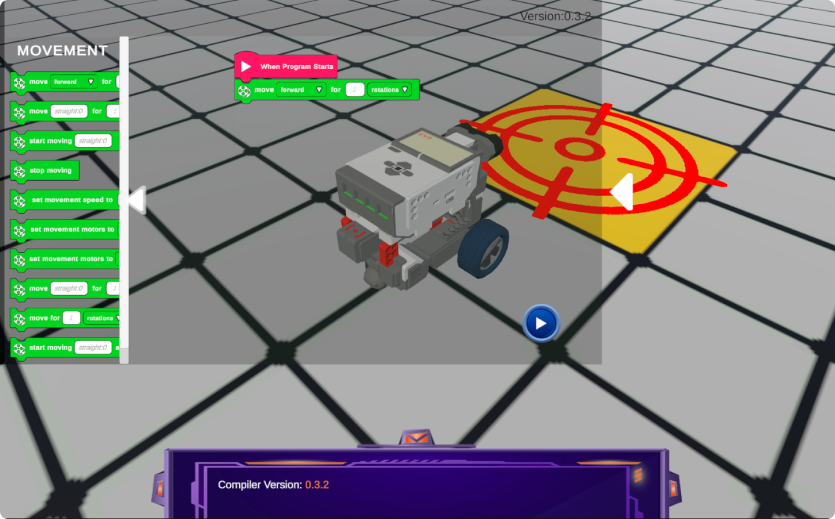 Version:0.3.2
MOVEMENT
When Program Starts
move forward for 1 rotations
move forward for
move straight:0 for 1
start moving straight:0
stop moving
set movement speed to
set movement motors to
set movement motors to
move straight:0 for 1
move for 1 rotations
start moving straight:0
Compiler Version: 0.3.2